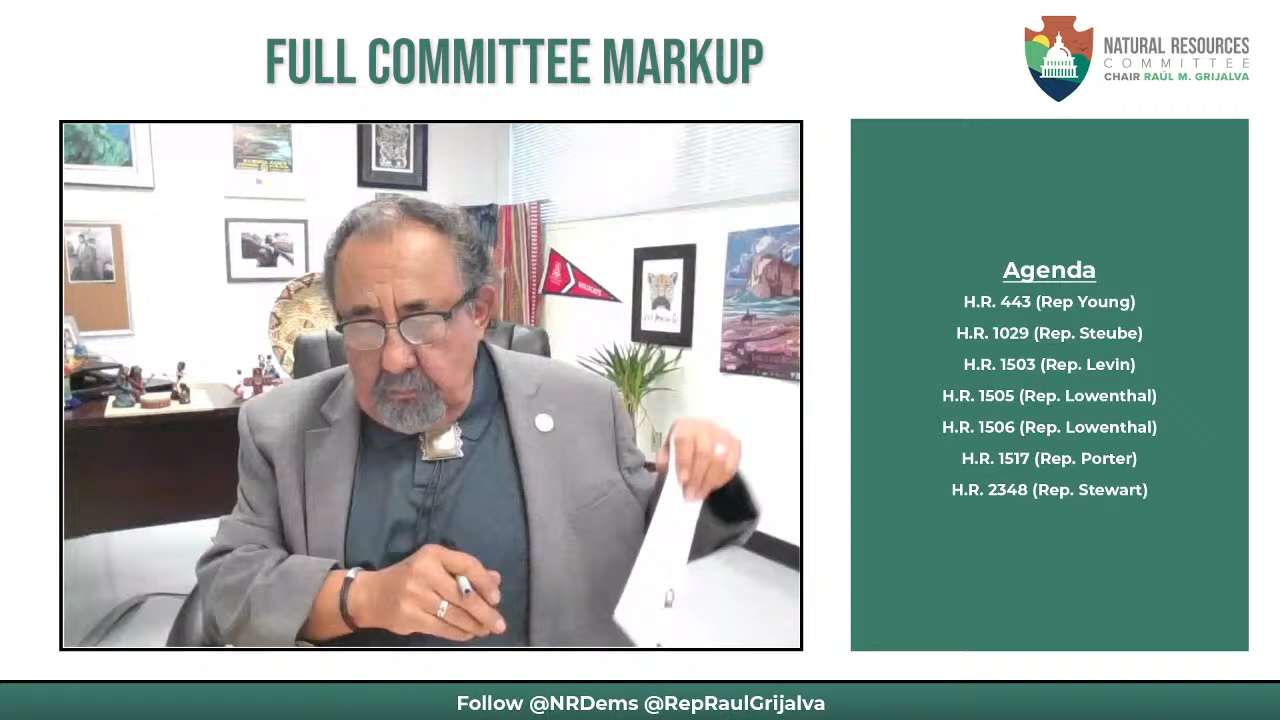 FULL COMMITTEE MARKUP
NATURAL RESOURCES
COMMITTEE
CHAIR RAÚL M. GRIJALVA
WILDCATS
Agenda
H.R. 443 (Rep Young)
H.R. 1029 (Rep. Steube)
H.R. 1503 (Rep. Levin)
H.R. 1505 (Rep. Lowenthal)
H.R. 1506 (Rep. Lowenthal)
H.R. 1517 (Rep. Porter)
H.R. 2348 (Rep. Stewart)
Follow @NRDems @RepRaulGrijalva